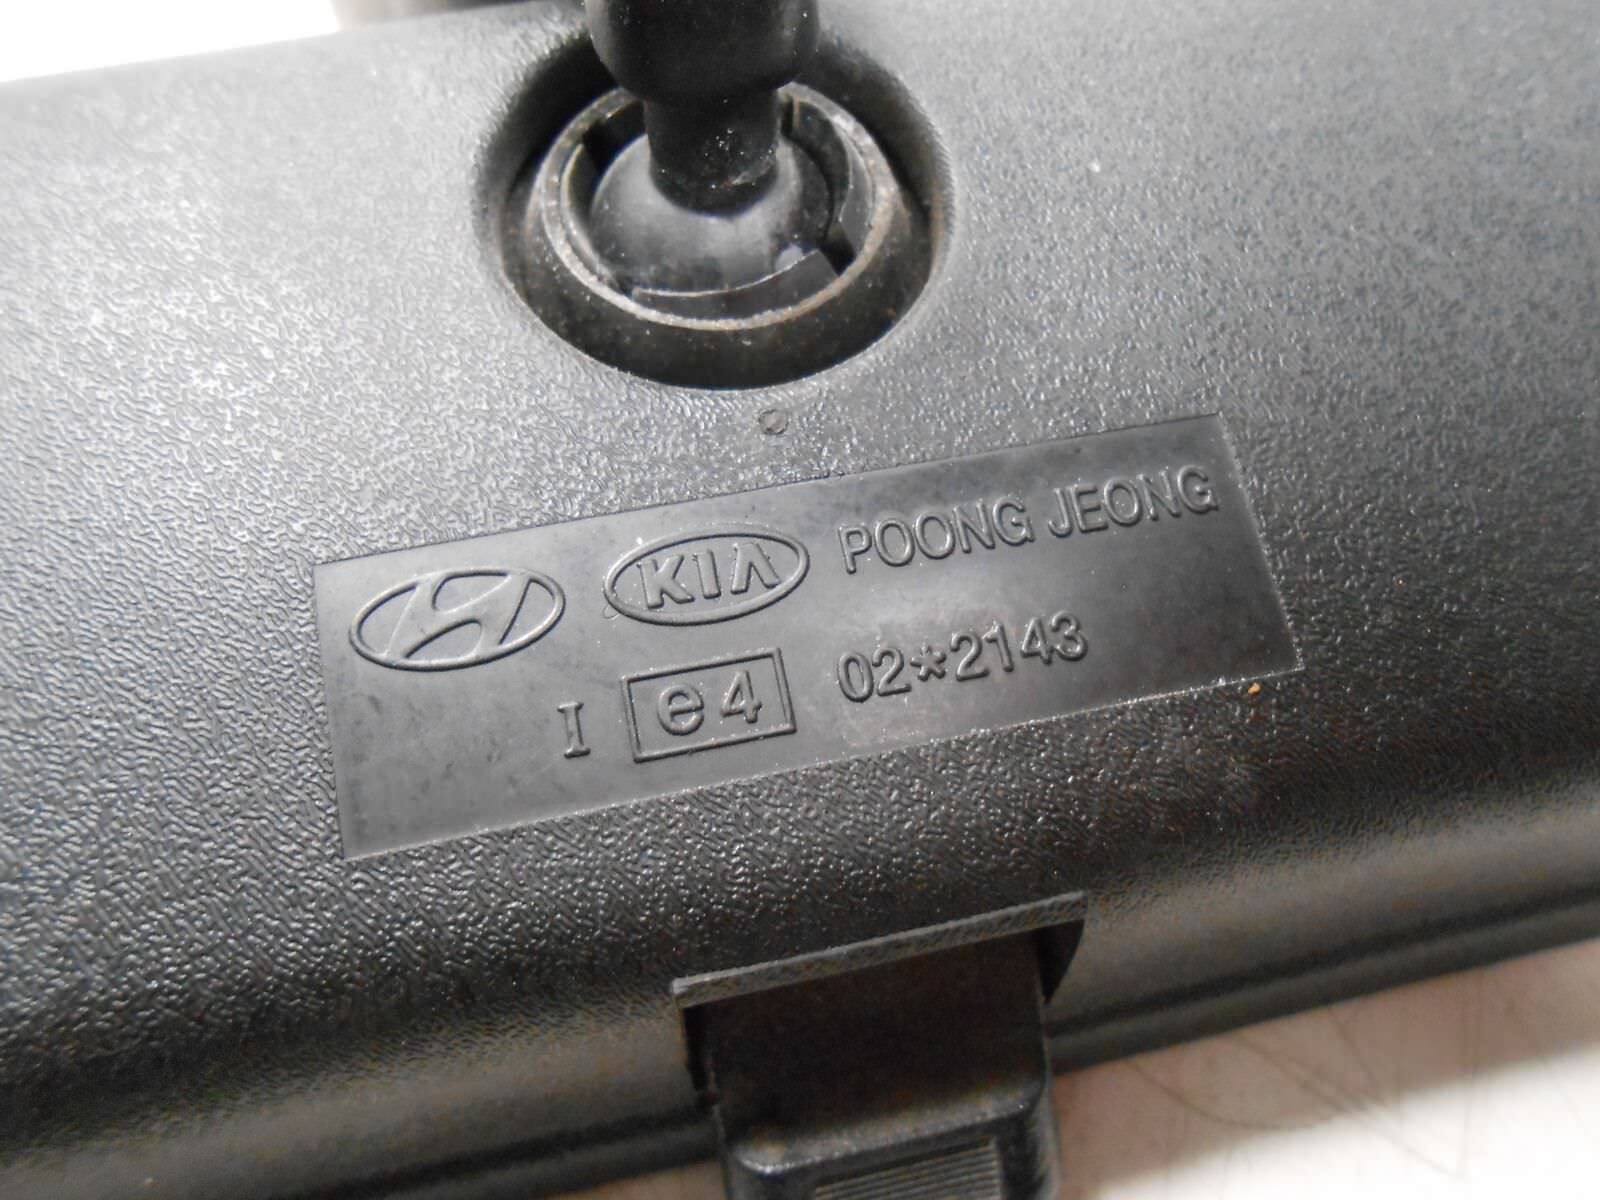 KIA POONG JEONG
I e4 02*2143